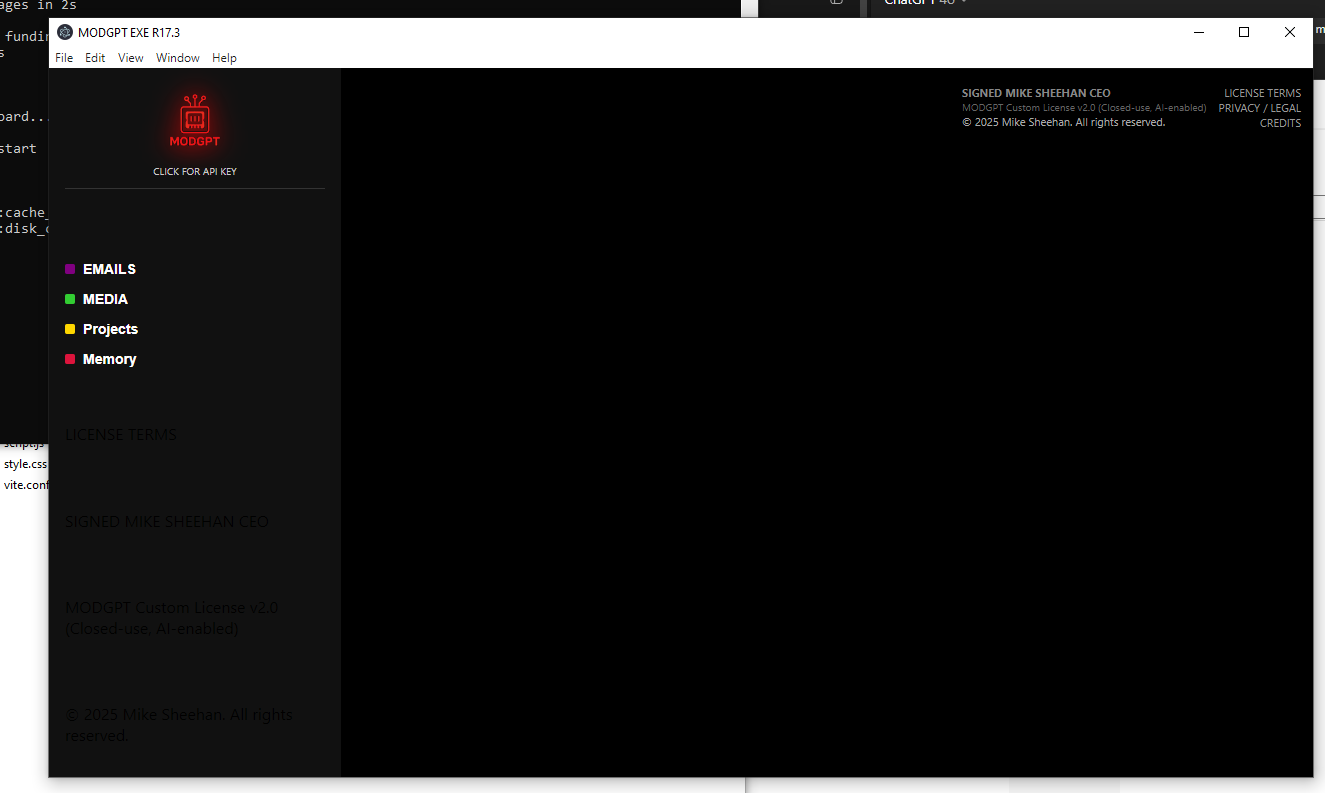 ages in 2s
ChatGPT 4o
fundin
s
MODGPT EXE R17.3
File Edit View Window Help
oard...
start
:cache_
:disk_c
MODGPT
CLICK FOR API KEY
EMAILS
MEDIA
Projects
Memory
LICENSE TERMS
SIGNED MIKE SHEEHAN CEO
MODGPT Custom License v2.0
(Closed-use, AI-enabled)
© 2025 Mike Sheehan. All rights
reserved.
SIGNED MIKE SHEEHAN CEO
MODGPT Custom License v2.0 (Closed-use, AI-enabled)
© 2025 Mike Sheehan. All rights reserved.
LICENSE TERMS
PRIVACY / LEGAL
CREDITS
script.js
style.css
vite.conf
m